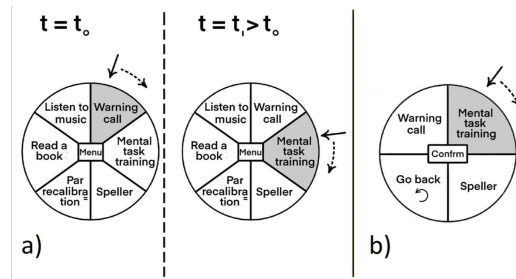 t = t₀
Listen to
music
Warning
call
Read a
book
Menu
Mental
task
training
Par
recalibra
tion =
Speller
a)
t = t₁ > t₀
Listen to
music
Warning
call
Read a
book
Menu
Mental
task
training
Par
recalibra
tion =
Speller
Warning
call
Mental
task
training
Confrm
Go back
Speller
b)